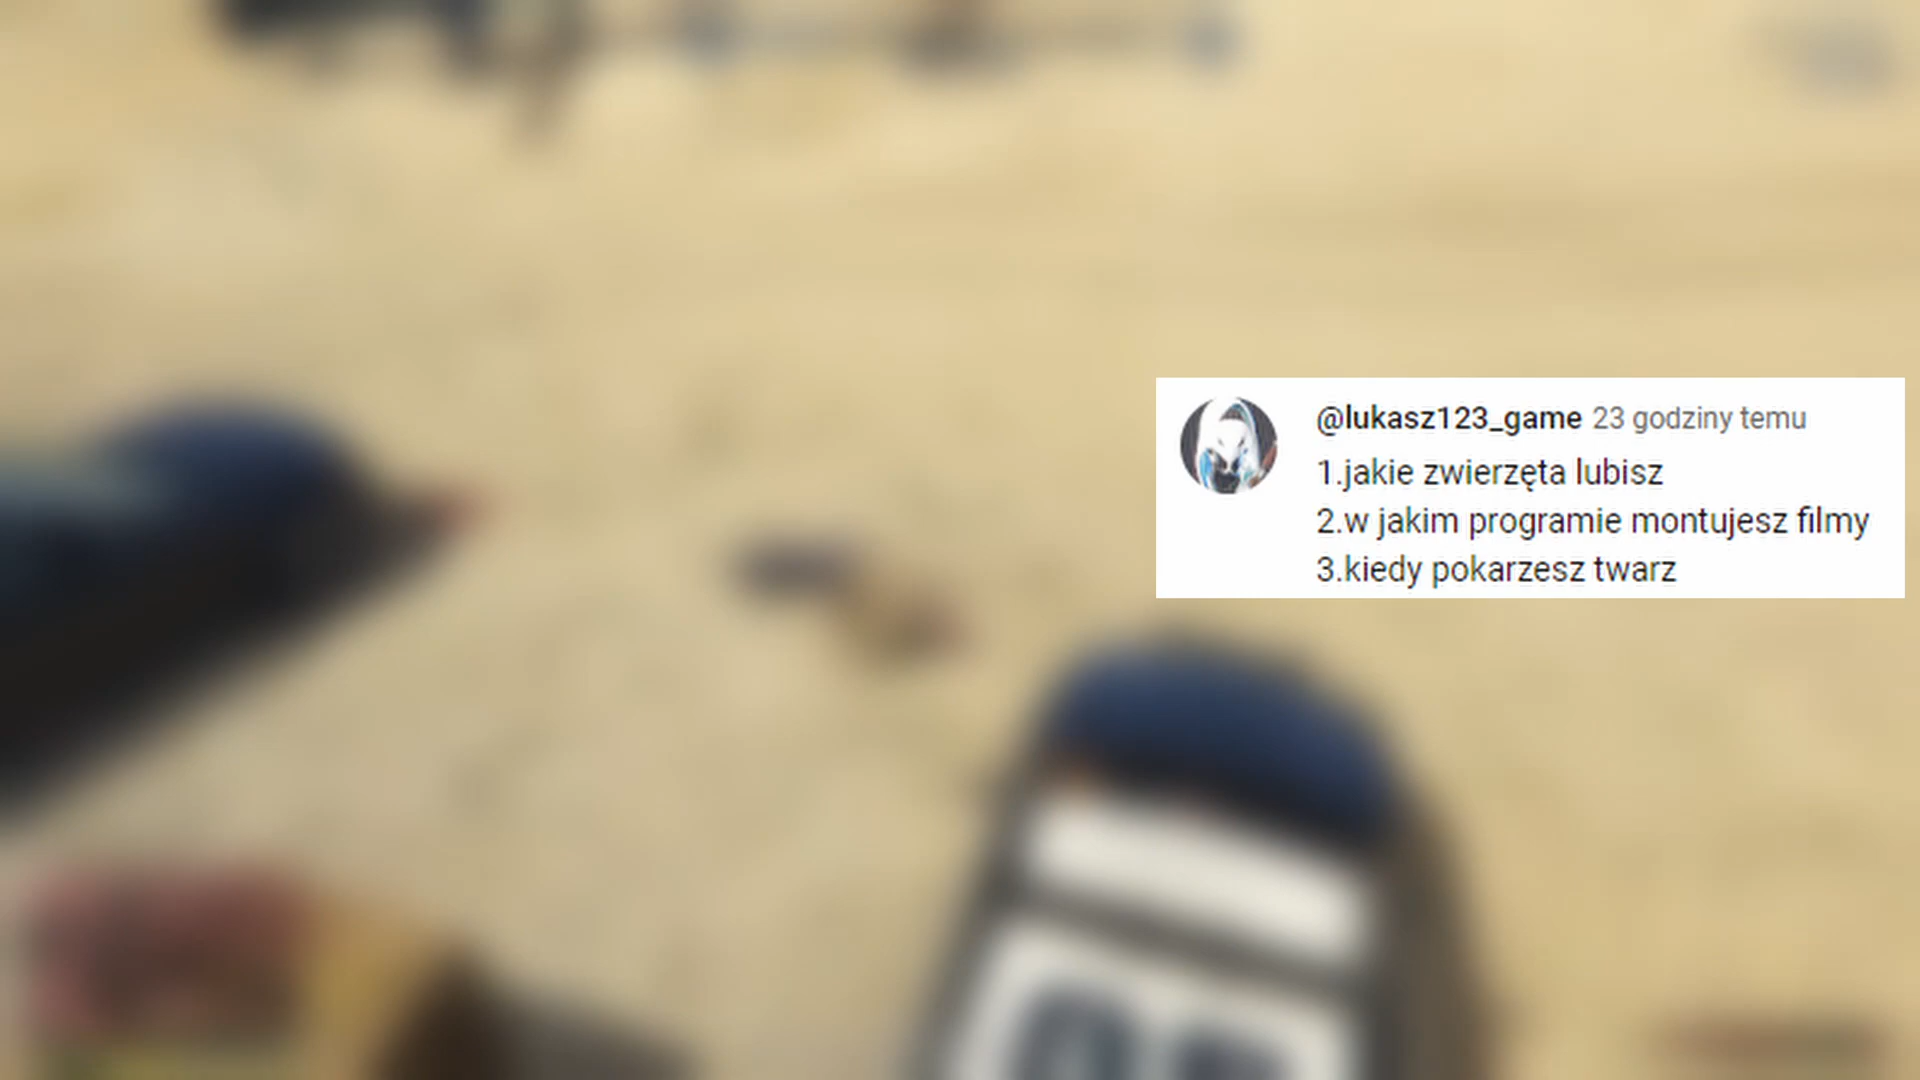 @lukasz123_game 23 godziny temu
1.jakie zwierzęta lubisz
2.w jakim programie montujesz filmy
3.kiedy pokarzesz twarz